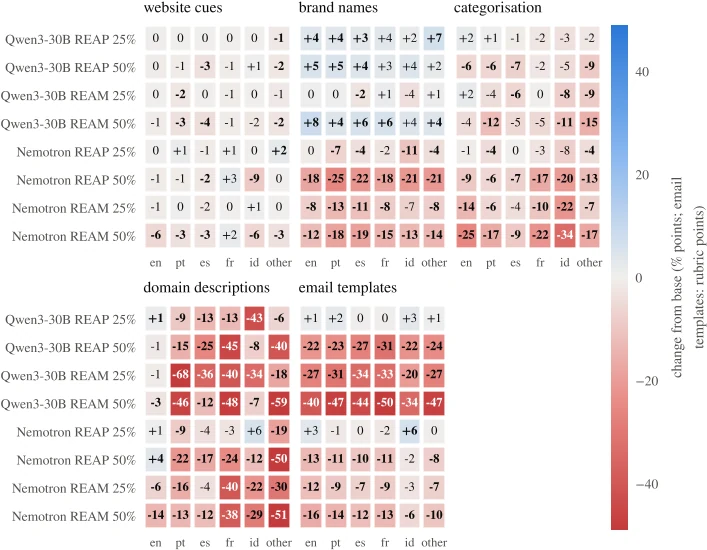 website cues brand names categorisation
Qwen3-30B REAP 25% 0 0 0 0 0 -1 +4 +4 +3 +4 +2 +7 +2 +1 -1 -2 -3 -2
Qwen3-30B REAP 50% 0 -1 -3 -1 +1 -2 +5 +5 +4 +3 +4 +2 -6 -6 -7 -2 -5 -9
Qwen3-30B REAM 25% 0 -2 0 -1 0 -1 0 0 -2 +1 -4 +1 +2 -4 -6 0 -8 -9
Qwen3-30B REAM 50% -1 -3 -4 -1 -2 -2 +8 +4 +6 +6 +4 +4 -4 -12 -5 -5 -11 -15
Nemotron REAP 25% 0 +1 -1 +1 0 +2 0 -7 -4 -2 -11 -4 -1 -4 0 -3 -8 -4
Nemotron REAP 50% -1 -1 -2 +3 -9 0 -18 -25 -22 -18 -21 -21 -9 -6 -7 -17 -20 -13
Nemotron REAM 25% -1 0 -2 0 +1 0 -8 -13 -11 -8 -7 -8 -14 -6 -4 -10 -22 -7
Nemotron REAM 50% -6 -3 -3 +2 -6 -3 -12 -18 -19 -15 -13 -14 -25 -17 -9 -22 -34 -17
en pt es fr id other en pt es fr id other en pt es fr id other
domain descriptions email templates
Qwen3-30B REAP 25% +1 -9 -13 -13 -43 -6 +1 +2 0 0 +3 +1
Qwen3-30B REAP 50% -1 -15 -25 -45 -8 -40 -22 -23 -27 -31 -22 -24
Qwen3-30B REAM 25% -1 -68 -36 -40 -34 -18 -27 -31 -34 -33 -20 -27
Qwen3-30B REAM 50% -3 -46 -12 -48 -7 -59 -40 -47 -44 -50 -34 -47
Nemotron REAP 25% +1 -9 -4 -3 +6 -19 +3 -1 0 -2 +6 0
Nemotron REAP 50% +4 -22 -17 -24 -12 -50 -13 -11 -10 -11 -2 -8
Nemotron REAM 25% -6 -16 -4 -40 -22 -30 -12 -9 -7 -9 -3 -7
Nemotron REAM 50% -14 -13 -12 -38 -29 -51 -16 -14 -12 -13 -6 -10
en pt es fr id other en pt es fr id other
40
20
0
−20
−40
change from base (% points; email
templates: rubric points)